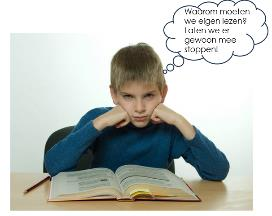 Waarom moeten
we eigen lezen?
Laten we er
gewoon mee
stoppen!